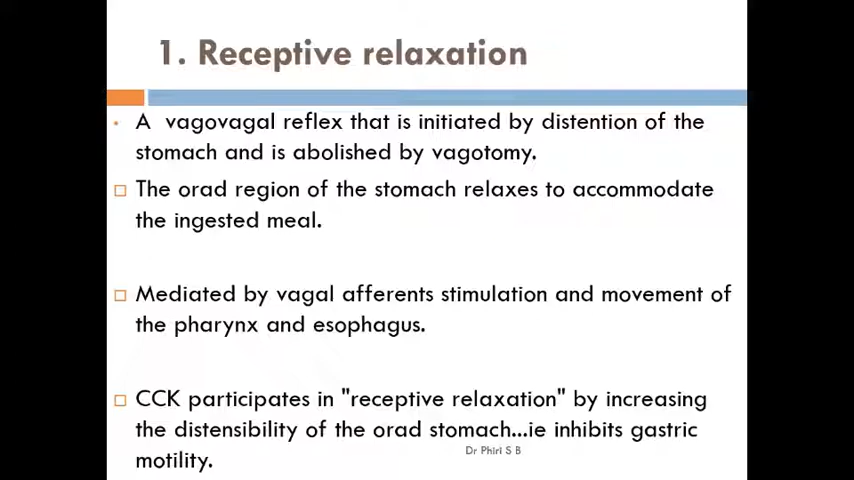 1. Receptive relaxation
• A vagovagal reflex that is initiated by distention of the
stomach and is abolished by vagotomy.
□ The orad region of the stomach relaxes to accommodate
the ingested meal.
□ Mediated by vagal afferents stimulation and movement of
the pharynx and esophagus.
□ CCK participates in "receptive relaxation" by increasing
the distensibility of the orad stomach...ie inhibits gastric
motility.
Dr Phiri S B